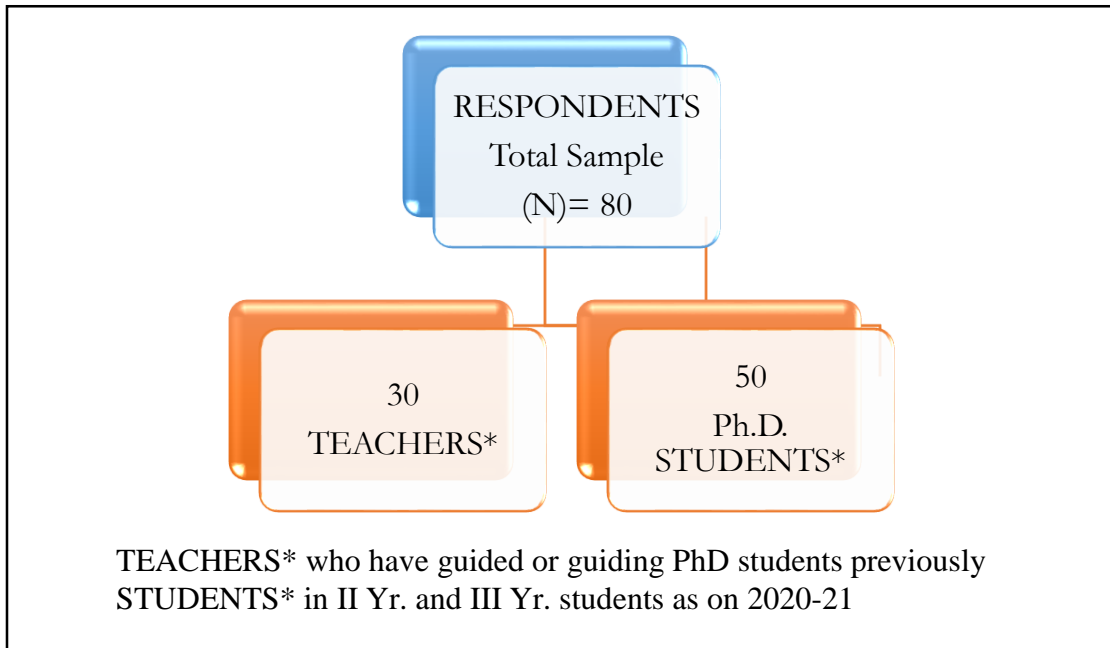 RESPONDENTS
Total Sample
(N)= 80
30
TEACHERS*
50
Ph.D.
STUDENTS*
TEACHERS* who have guided or guiding PhD students previously
STUDENTS* in II Yr. and III Yr. students as on 2020-21